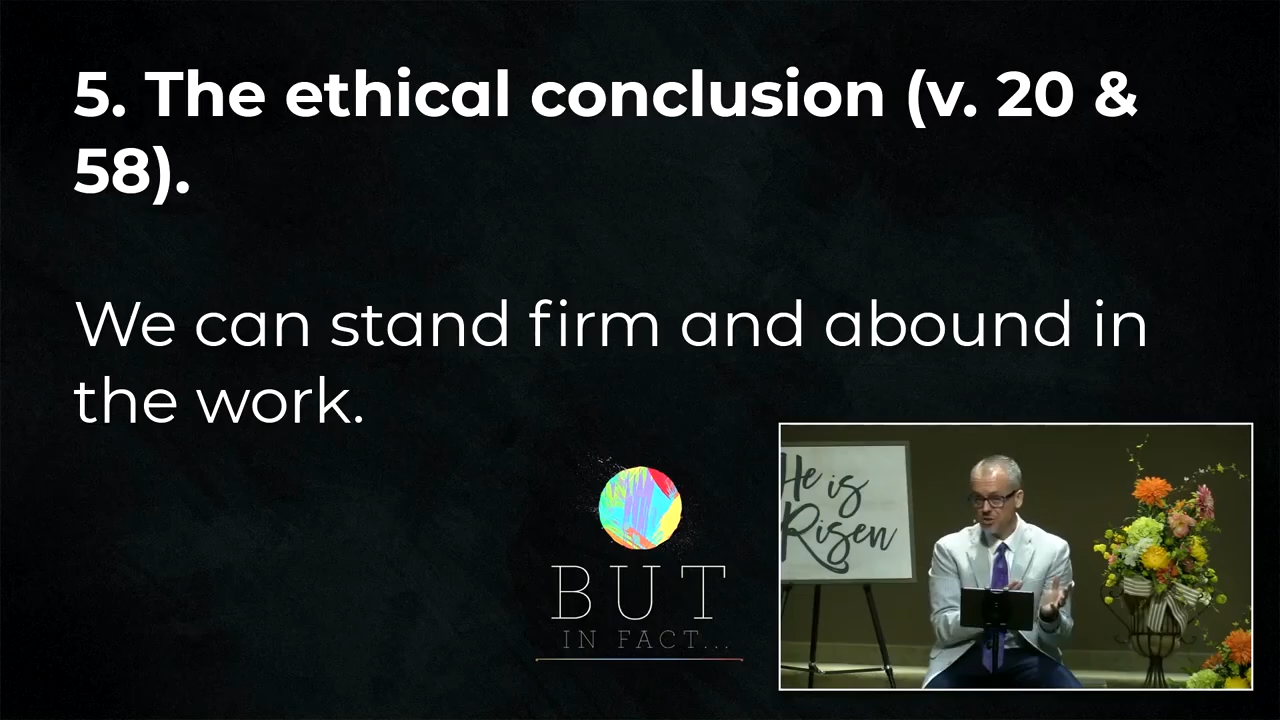 5. The ethical conclusion (v. 20 &
58).
We can stand firm and abound in
the work.
BUT
IN FACT...
He is
Risen